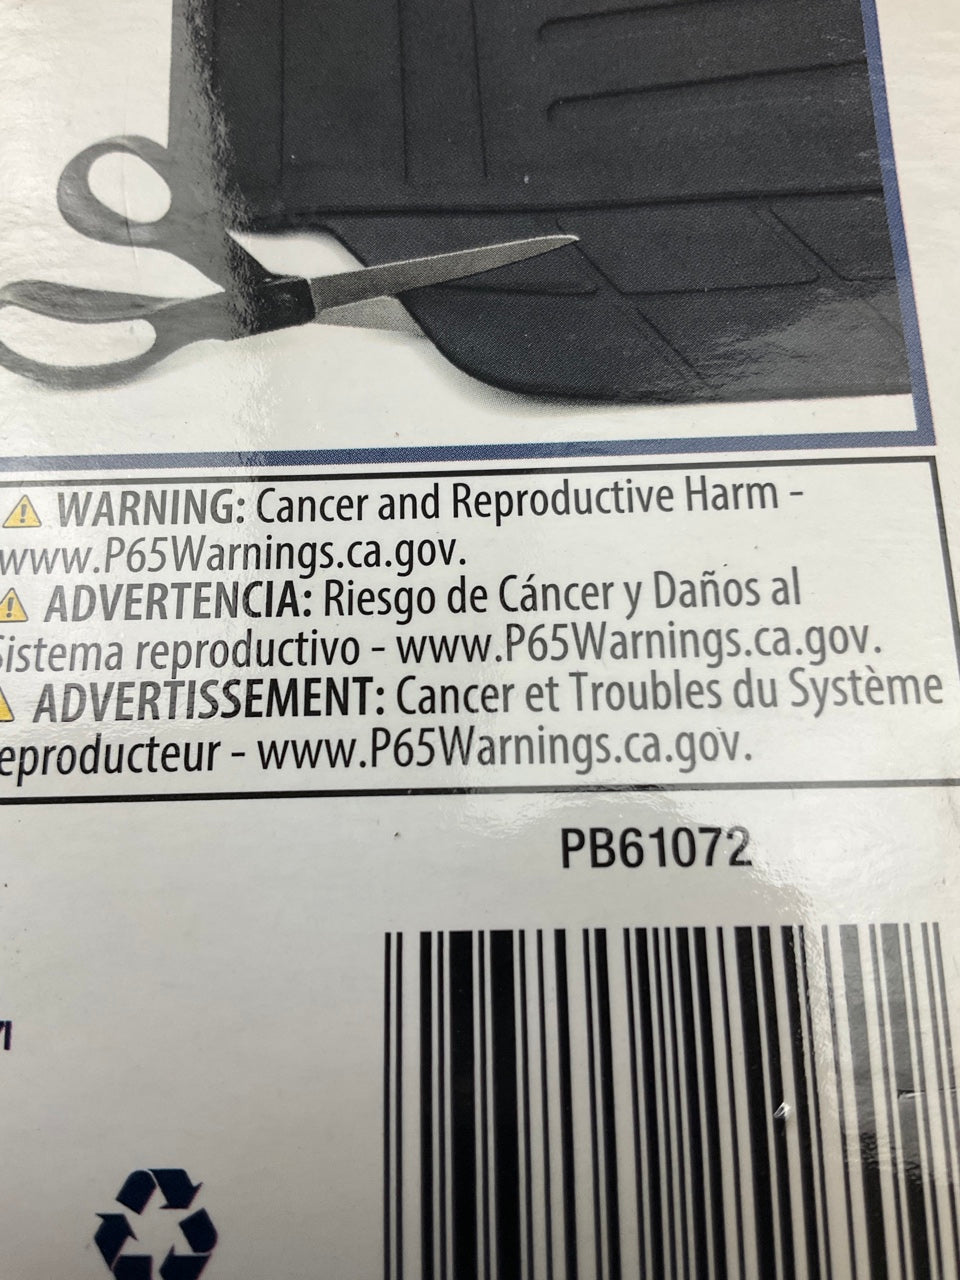 WARNING: Cancer and Reproductive Harm -
www.P65Warnings.ca.gov.
ADVERTENCIA: Riesgo de Cáncer y Daños al
Sistema reproductivo - www.P65Warnings.ca.gov.
ADVERTISSEMENT: Cancer et Troubles du Système
eproducteur - www.P65Warnings.ca.gov.
PB61072